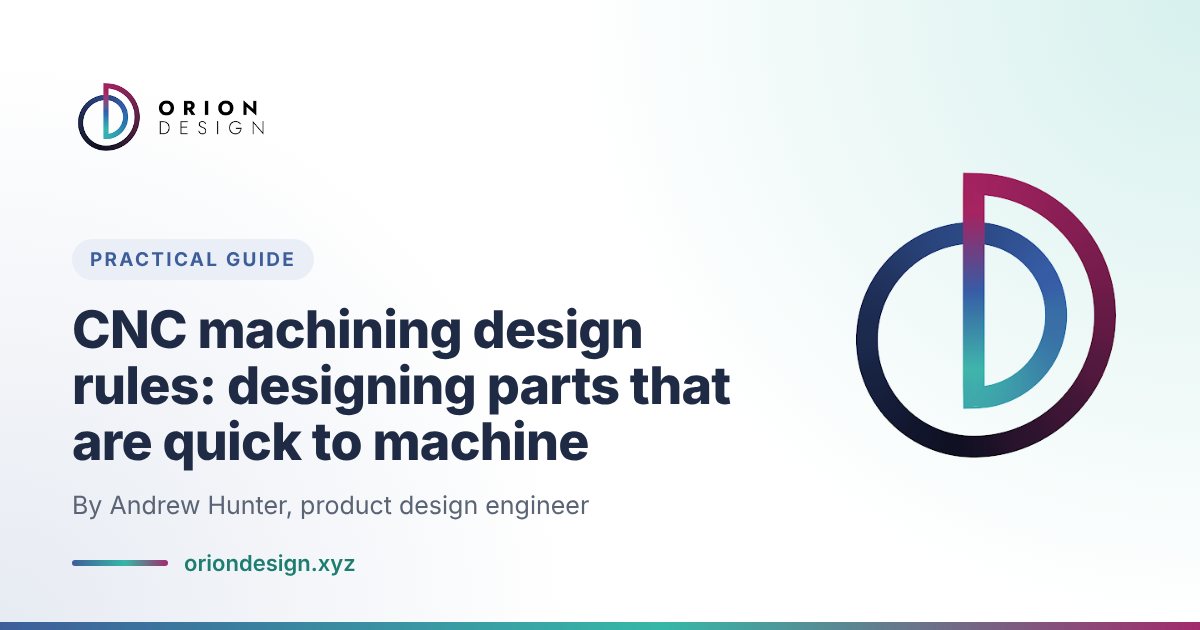 ORION
DESIGN
PRACTICAL GUIDE
CNC machining design
rules: designing parts that
are quick to machine
By Andrew Hunter, product design engineer
oriondesign.xyz